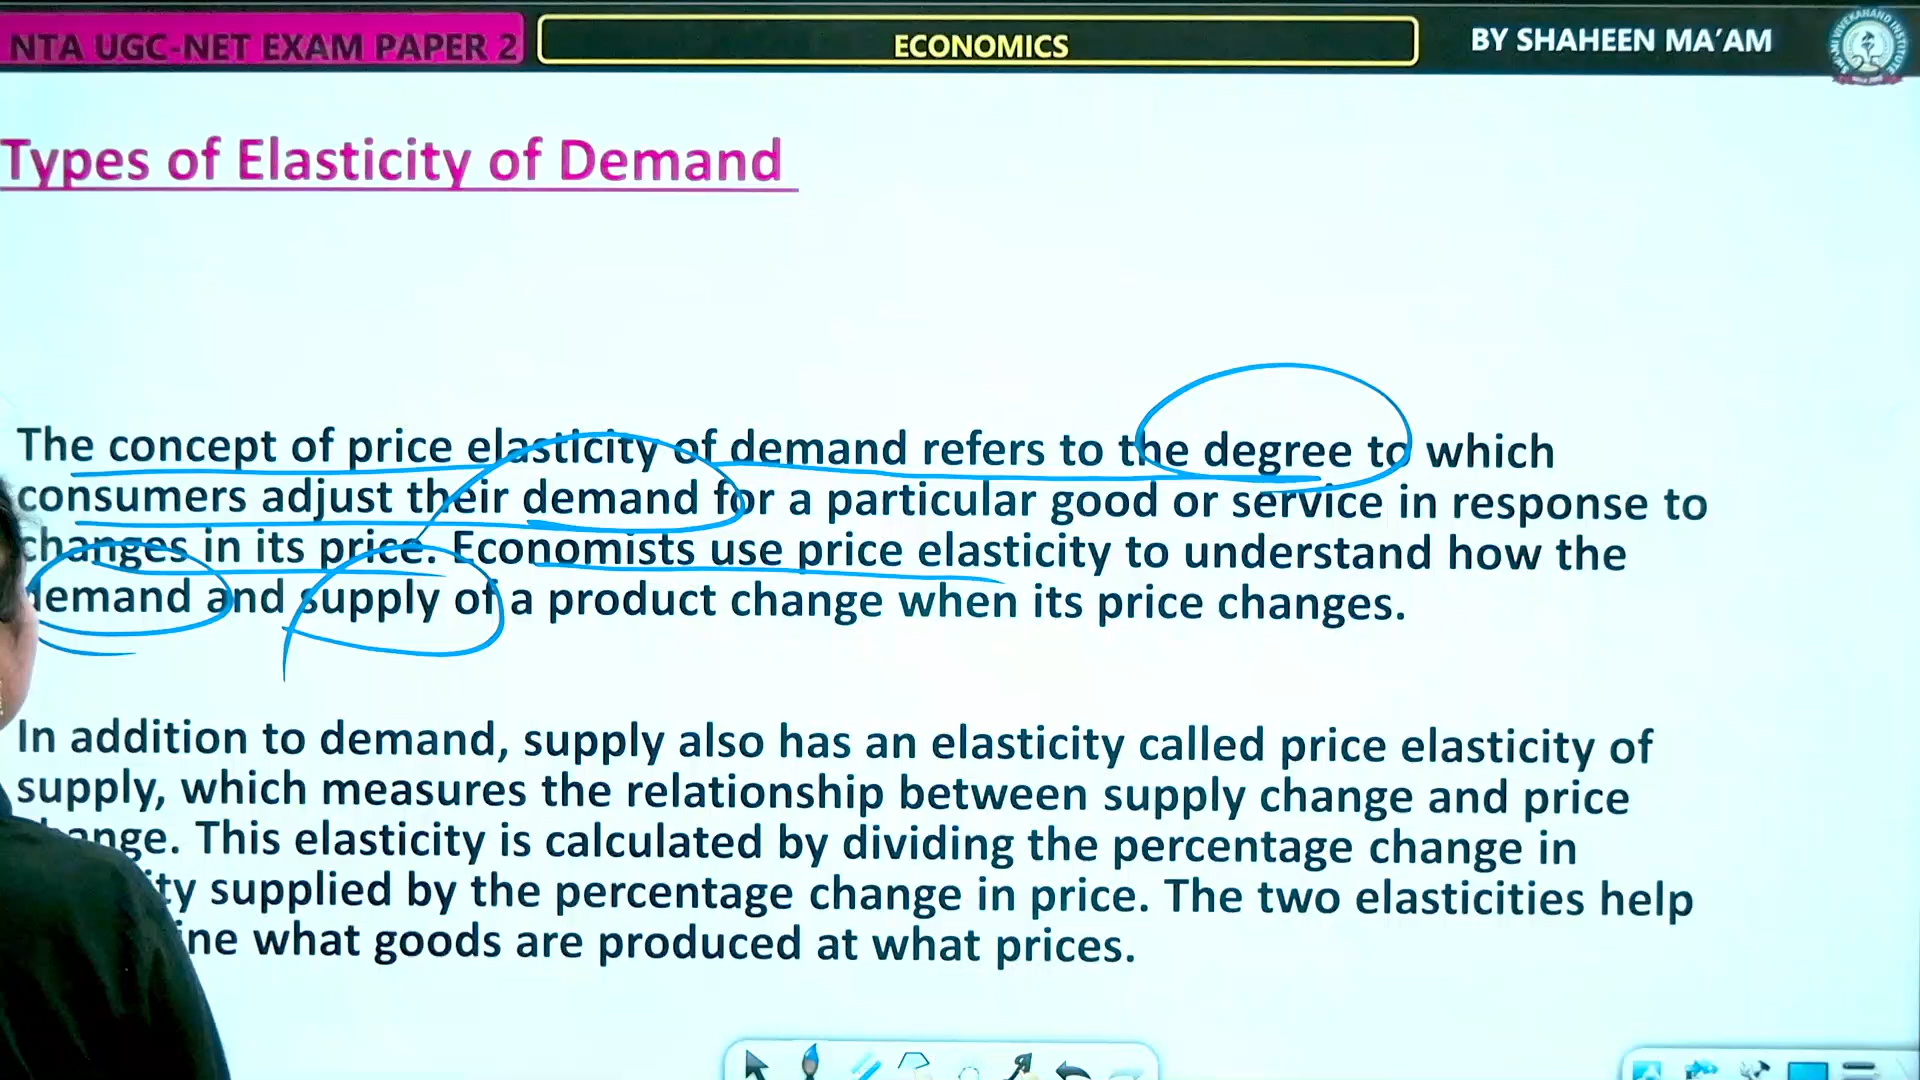 NTA UGC-NET EXAM PAPER 2
ECONOMICS
BY SHAHEEN MA'AM
SWAMI VIVEKANAND INSTITUTE
Types of Elasticity of Demand
The concept of price elasticity of demand refers to the degree to which
consumers adjust their demand for a particular good or service in response to
changes in its price. Economists use price elasticity to understand how the
demand and supply of a product change when its price changes.
In addition to demand, supply also has an elasticity called price elasticity of
supply, which measures the relationship between supply change and price
ange. This elasticity is calculated by dividing the percentage change in
ty supplied by the percentage change in price. The two elasticities help
ine what goods are produced at what prices.